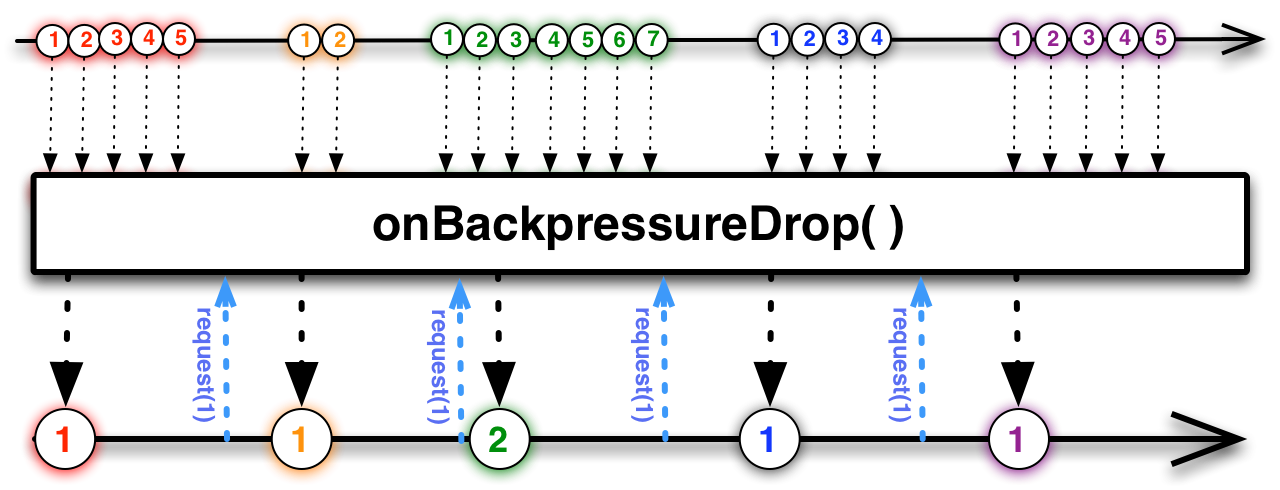 1 2 3 4 5 1 2 1 2 3 4 5 6 7 1 2 3 4 1 2 3 4 5
onBackpressureDrop( )
request(1) request(1) request(1) request(1)
1 1 2 1 1